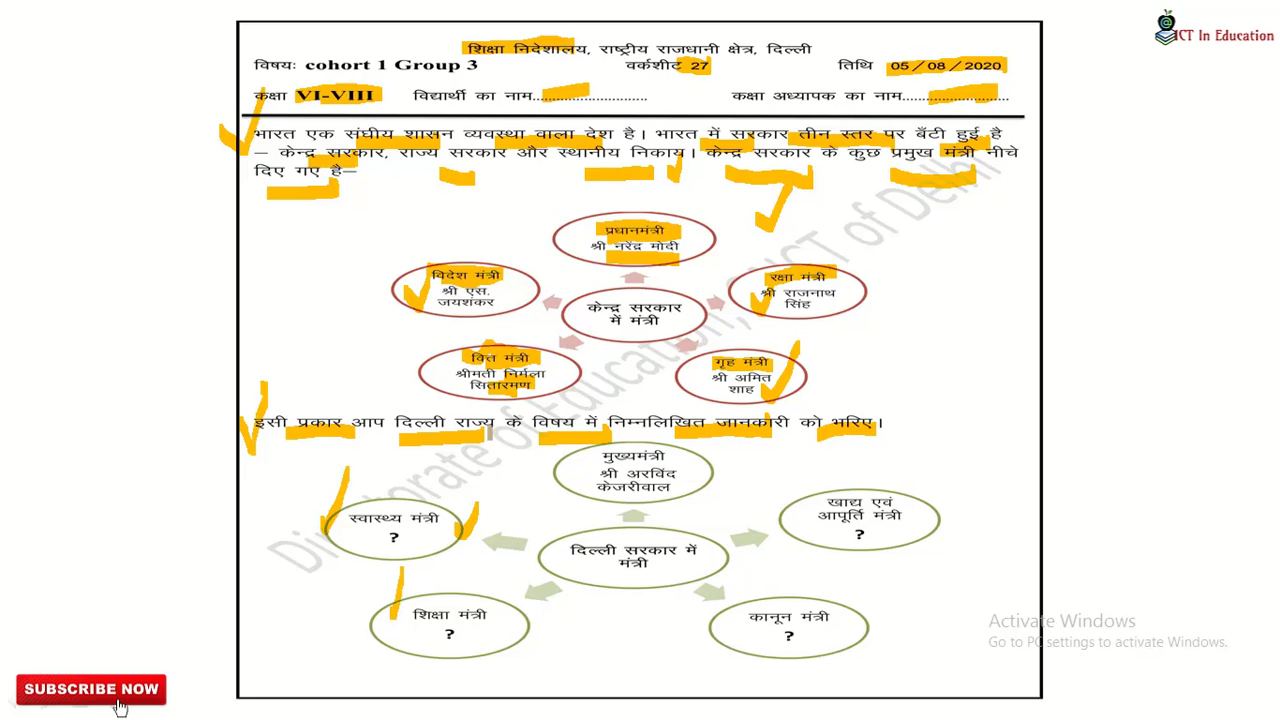 ICT In Education
शिक्षा निदेशालय, राष्ट्रीय राजधानी क्षेत्र, दिल्ली
विषयः cohort 1 Group 3 वर्कशीट 27 तिथि 05/08/2020
कक्षा VI-VIII विद्यार्थी का नाम............................... कक्षा अध्यापक का नाम..............................
भारत एक संघीय शासन व्यवस्था वाला देश है। भारत में सरकार तीन स्तर पर बँटी हुई है
– केन्द्र सरकार, राज्य सरकार और स्थानीय निकाय। केन्द्र सरकार के कुछ प्रमुख मंत्री नीचे
दिए गए है–
प्रधानमंत्री
श्री नरेंद्र मोदी
विदेश मंत्री
श्री एस.
जयशंकर
रक्षा मंत्री
श्री राजनाथ
सिंह
केन्द्र सरकार
में मंत्री
वित्त मंत्री
श्रीमती निर्मला
सितारमण
गृह मंत्री
श्री अमित
शाह
इसी प्रकार आप दिल्ली राज्य के विषय में निम्नलिखित जानकारी को भरिए।
मुख्यमंत्री
श्री अरविंद
केजरीवाल
स्वास्थ्य मंत्री
?
खाद्य एवं
आपूर्ति मंत्री
?
दिल्ली सरकार में
मंत्री
शिक्षा मंत्री
?
कानून मंत्री
?
Activate Windows
Go to PC settings to activate Windows.
SUBSCRIBE NOW